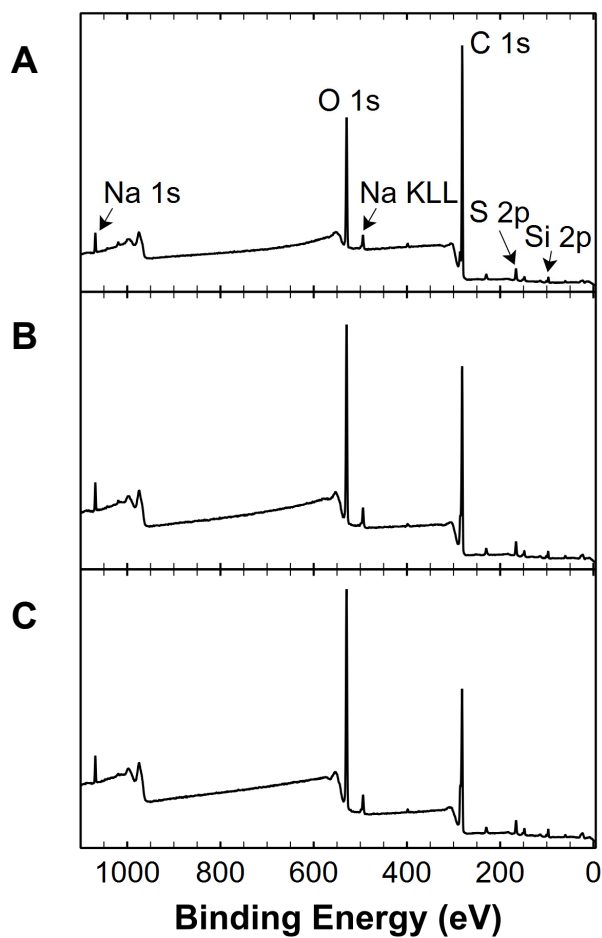 A
C 1s
O 1s
Na 1s
Na KLL
S 2p
Si 2p
B
C
1000 800 600 400 200 0
Binding Energy (eV)